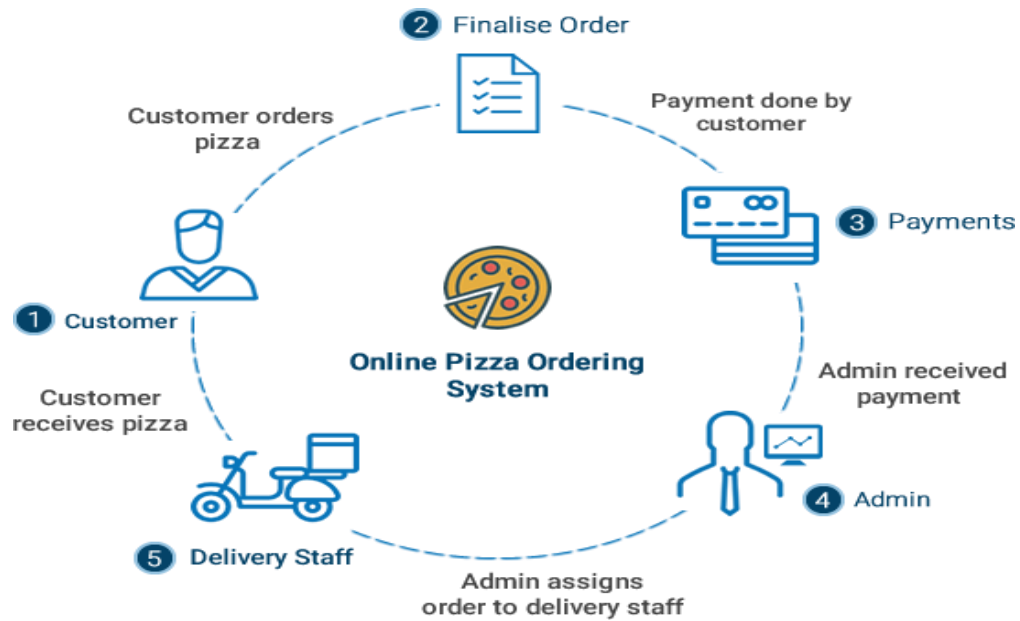 2 Finalise Order
Customer orders
pizza
Payment done by
customer
3 Payments
1 Customer
Online Pizza Ordering
System
Admin received
payment
Customer
receives pizza
4 Admin
5 Delivery Staff
Admin assigns
order to delivery staff